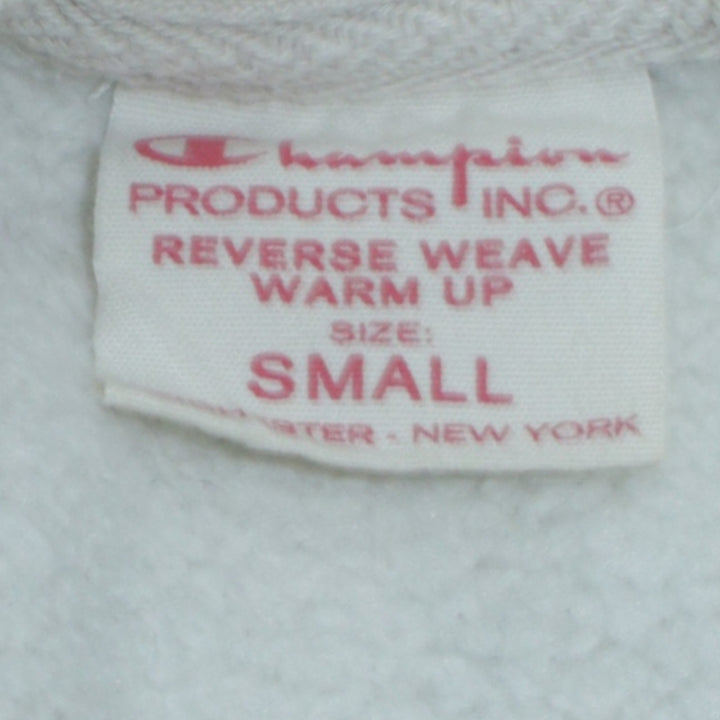 Champion
PRODUCTS INC.®
REVERSE WEAVE
WARM UP
SIZE:
SMALL
- NEW YORK